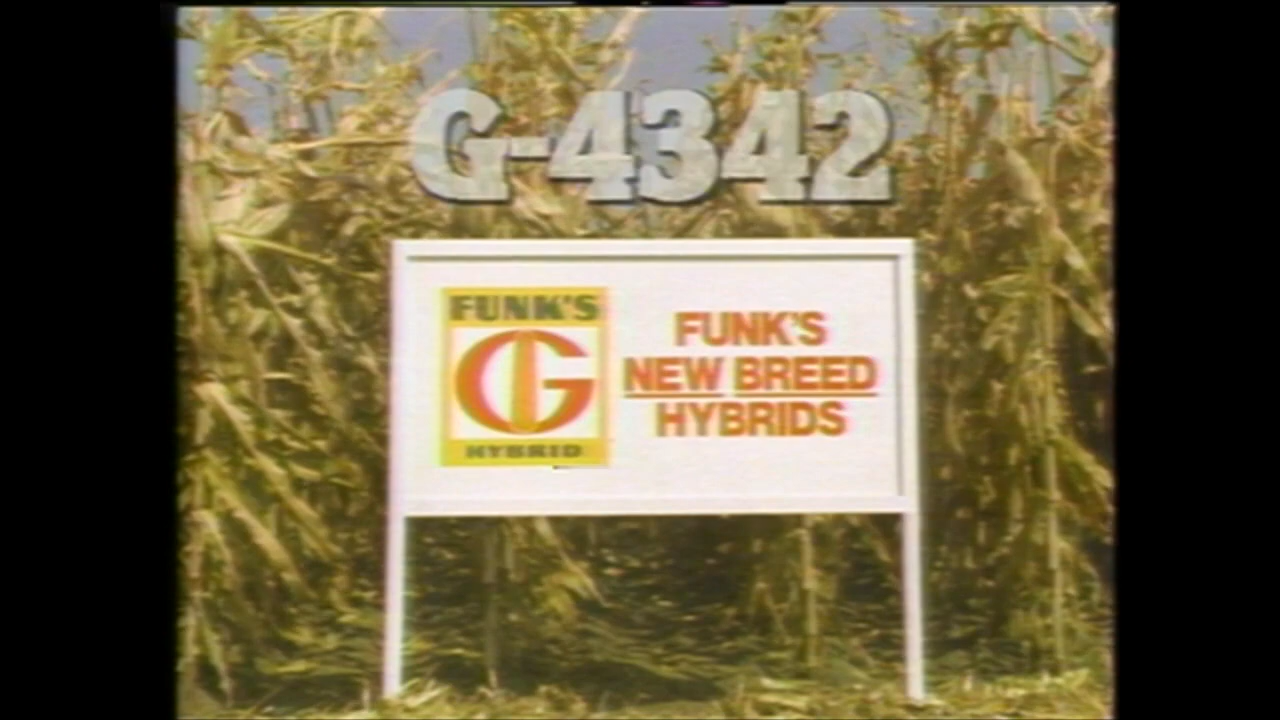 G-4342
FUNK'S
G
HYBRID
FUNK'S
NEW BREED
HYBRIDS